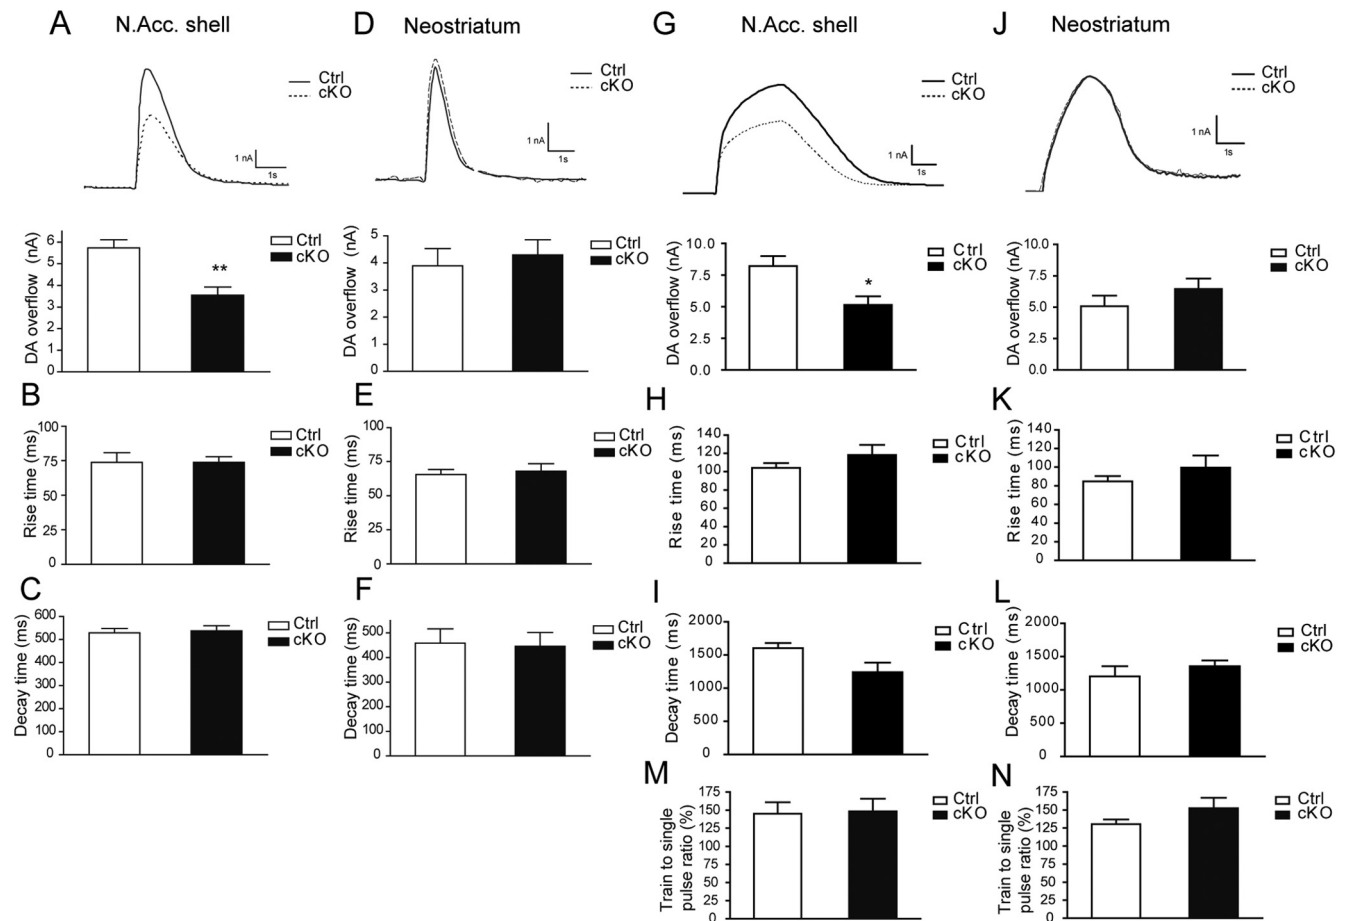 A N.Acc. shell
Ctrl
cKO
1 nA
1s
DA overflow (nA)
6
5
4
3
2
1
0
**
Ctrl
cKO
B
Rise time (ms)
100
75
50
25
0
Ctrl
cKO
C
Decay time (ms)
600
500
400
300
200
100
0
Ctrl
cKO
D Neostriatum
Ctrl
cKO
1 nA
1s
DA overflow (nA)
5
4
3
2
1
0
Ctrl
cKO
E
Rise time (ms)
100
75
50
25
0
Ctrl
cKO
F
Decay time (ms)
500
400
300
200
100
0
Ctrl
cKO
G N.Acc. shell
Ctrl
cKO
1 nA
1s
DA overflow (nA)
10.0
7.5
5.0
2.5
0.0
*
Ctrl
cKO
H
Rise time (ms)
140
120
100
80
60
40
20
0
Ctrl
cKO
I
Decay time (ms)
2000
1500
1000
500
0
Ctrl
cKO
M
Train to single
pulse ratio (%)
175
150
125
100
75
50
25
0
Ctrl
cKO
J Neostriatum
Ctrl
cKO
1 nA
1s
DA overflow (nA)
10.0
7.5
5.0
2.5
0.0
Ctrl
cKO
K
Rise time (ms)
140
120
100
80
60
40
20
0
Ctrl
cKO
L
Decay time (ms)
2000
1500
1000
500
0
Ctrl
cKO
N
Train to single
pulse ratio (%)
175
150
125
100
75
50
25
0
Ctrl
cKO